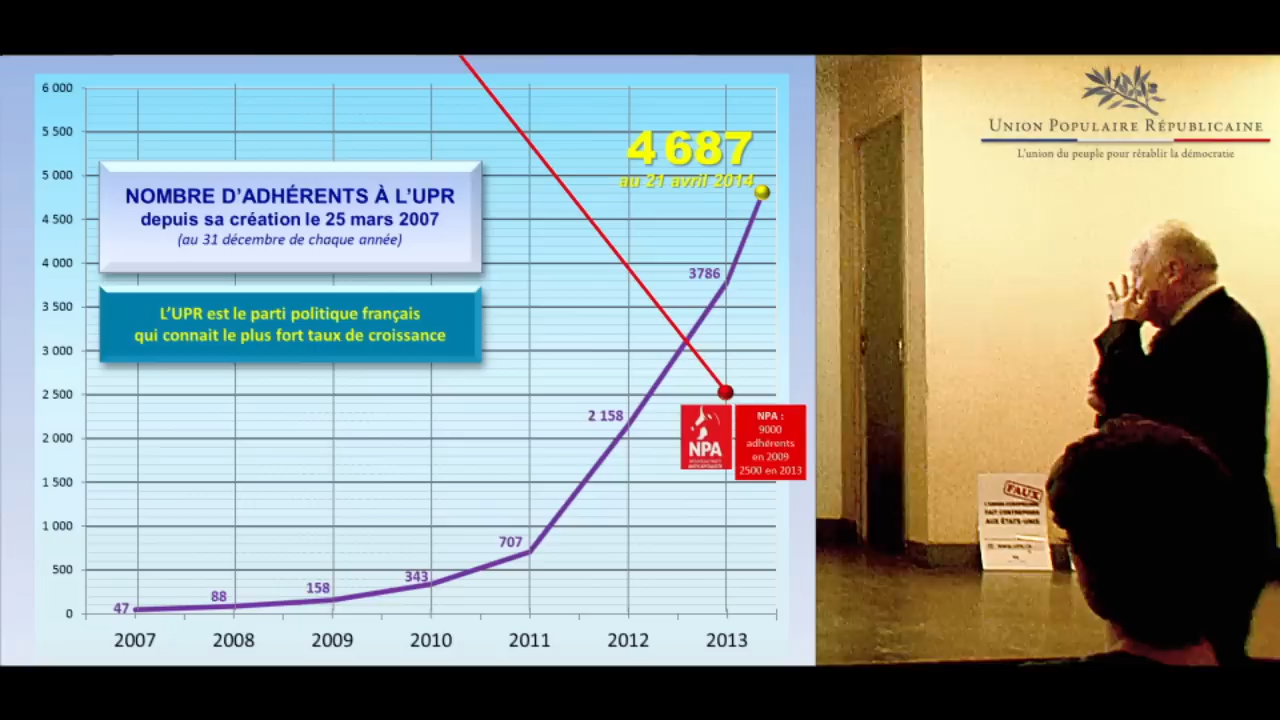 6 000
5 500
5 000
4 500
4 000
3 500
3 000
2 500
2 000
1 500
1 000
500
0
NOMBRE D'ADHÉRENTS À L'UPR
depuis sa création le 25 mars 2007
(au 31 décembre de chaque année)
L'UPR est le parti politique français
qui connait le plus fort taux de croissance
4 687
au 21 avril 2014
3786
2 158
707
343
158
88
47
NPA
NPA :
9000
adhérents
en 2009
2500 en 2013
2007
2008
2009
2010
2011
2012
2013
UNION POPULAIRE RÉPUBLICAINE
L'union du peuple pour rétablir la démocratie
FAUX
AUX ÉTATS-UNIS